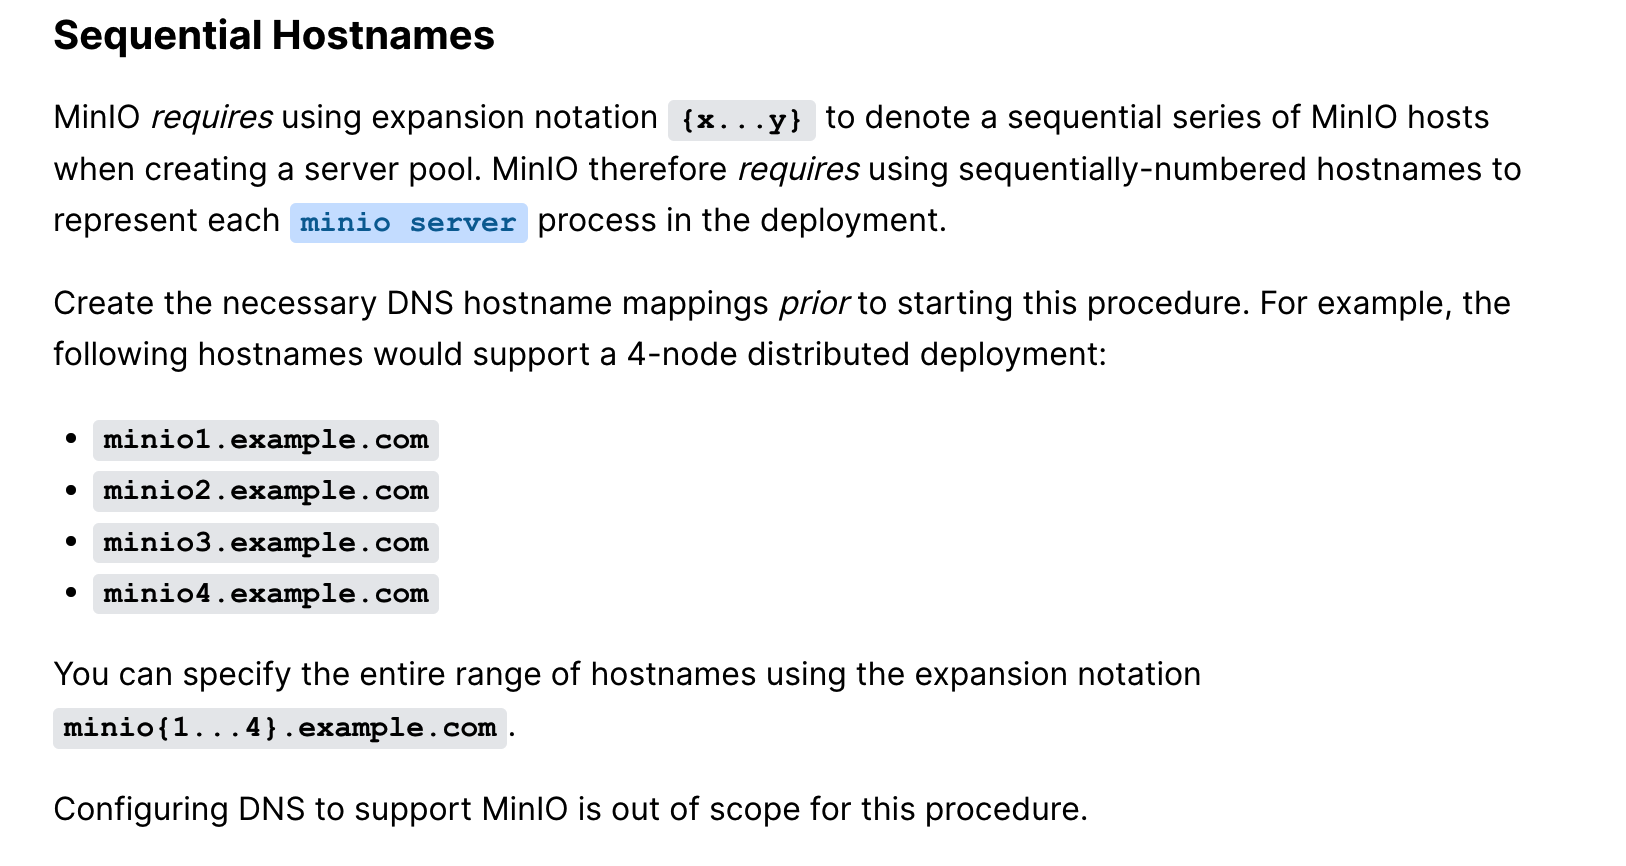 Sequential Hostnames
MinIO requires using expansion notation {x...y} to denote a sequential series of MinIO hosts
when creating a server pool. MinIO therefore requires using sequentially-numbered hostnames to
represent each minio server process in the deployment.
Create the necessary DNS hostname mappings prior to starting this procedure. For example, the
following hostnames would support a 4-node distributed deployment:
• minio1.example.com
• minio2.example.com
• minio3.example.com
• minio4.example.com
You can specify the entire range of hostnames using the expansion notation
minio{1...4}.example.com.
Configuring DNS to support MinIO is out of scope for this procedure.